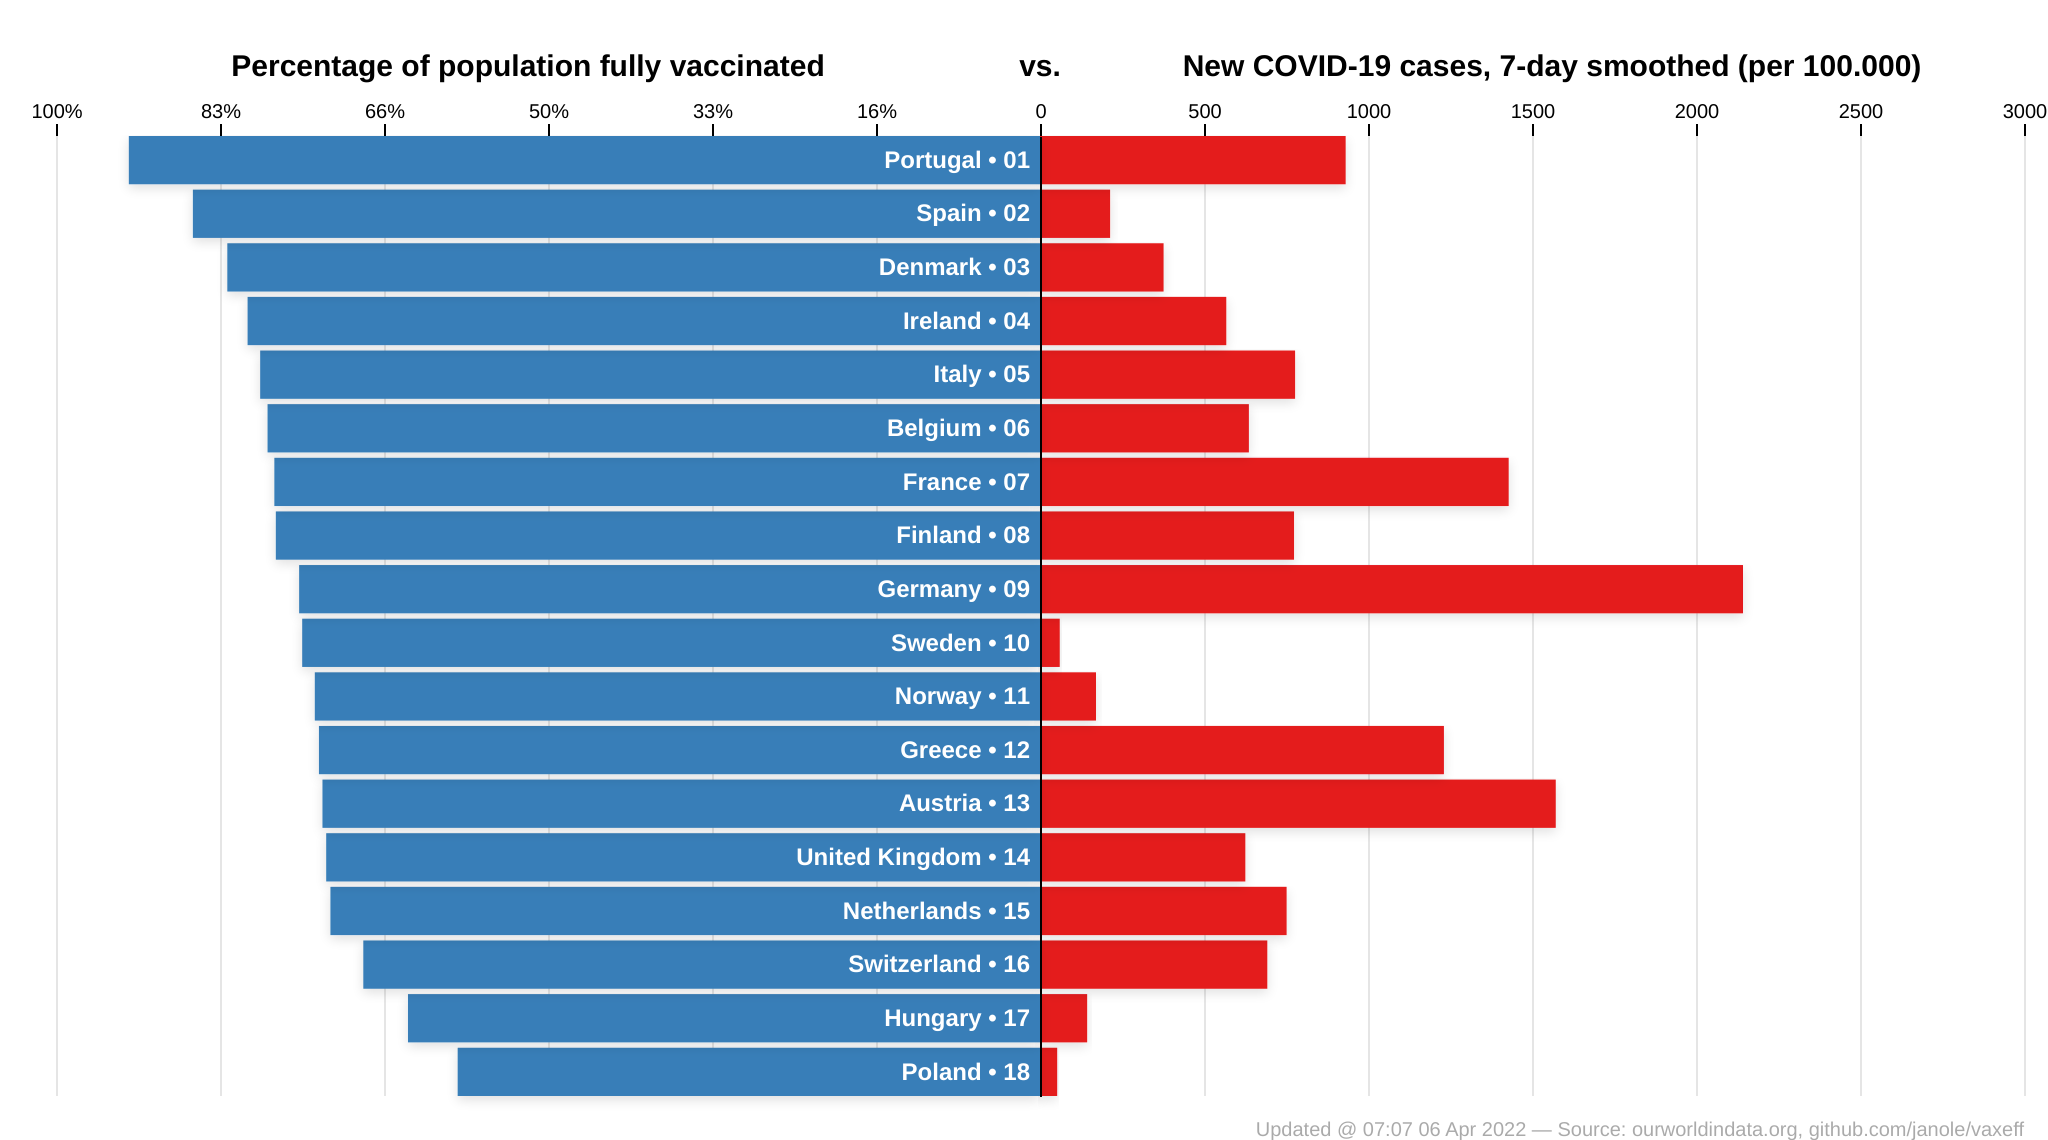 Percentage of population fully vaccinated vs. New COVID-19 cases, 7-day smoothed (per 100.000)
100% 83% 66% 50% 33% 16% 0 500 1000 1500 2000 2500 3000
Portugal • 01
Spain • 02
Denmark • 03
Ireland • 04
Italy • 05
Belgium • 06
France • 07
Finland • 08
Germany • 09
Sweden • 10
Norway • 11
Greece • 12
Austria • 13
United Kingdom • 14
Netherlands • 15
Switzerland • 16
Hungary • 17
Poland • 18
Updated @ 07:07 06 Apr 2022 — Source: ourworldindata.org, github.com/janole/vaxeff